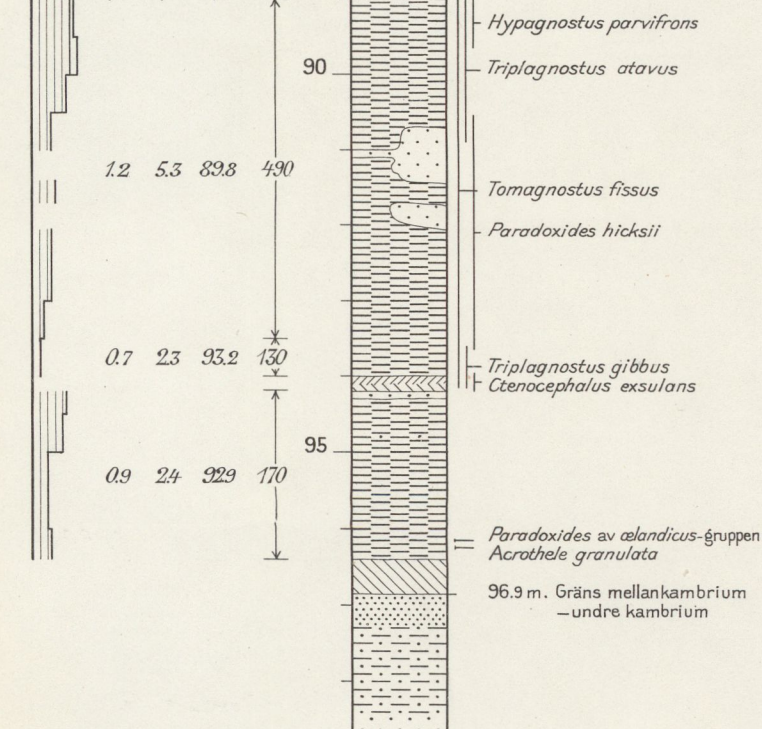 Hypagnostus parvifrons
90
Triplagnostus atavus
1.2 5.3 89.8 490
Tomagnostus fissus
Paradoxides hicksii
0.7 2.3 93.2 130
Triplagnostus gibbus
Ctenocephalus exsulans
95
0.9 2.4 92.9 170
Paradoxides av œlandicus-gruppen
Acrothele granulata
96.9 m. Gräns mellankambrium
—undre kambrium